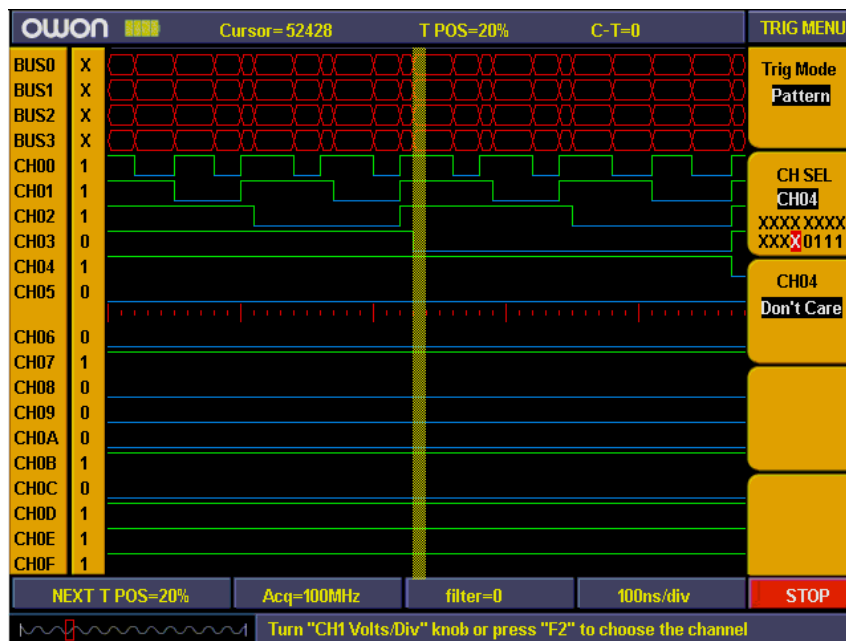 owon Cursor=52428 T POS=20% C-T=0 TRIG MENU
BUS0 X
BUS1 X
BUS2 X
BUS3 X
CH00 1
CH01 1
CH02 1
CH03 0
CH04 1
CH05 0
CH06 0
CH07 1
CH08 0
CH09 0
CH0A 0
CH0B 1
CH0C 0
CH0D 1
CH0E 1
CH0F 1
Trig Mode
Pattern
CH SEL
CH04
XXXX XXXX
XXXX 0111
CH04
Don't Care
NEXT T POS=20% Acq=100MHz filter=0 100ns/div STOP
Turn "CH1 Volts/Div" knob or press "F2" to choose the channel